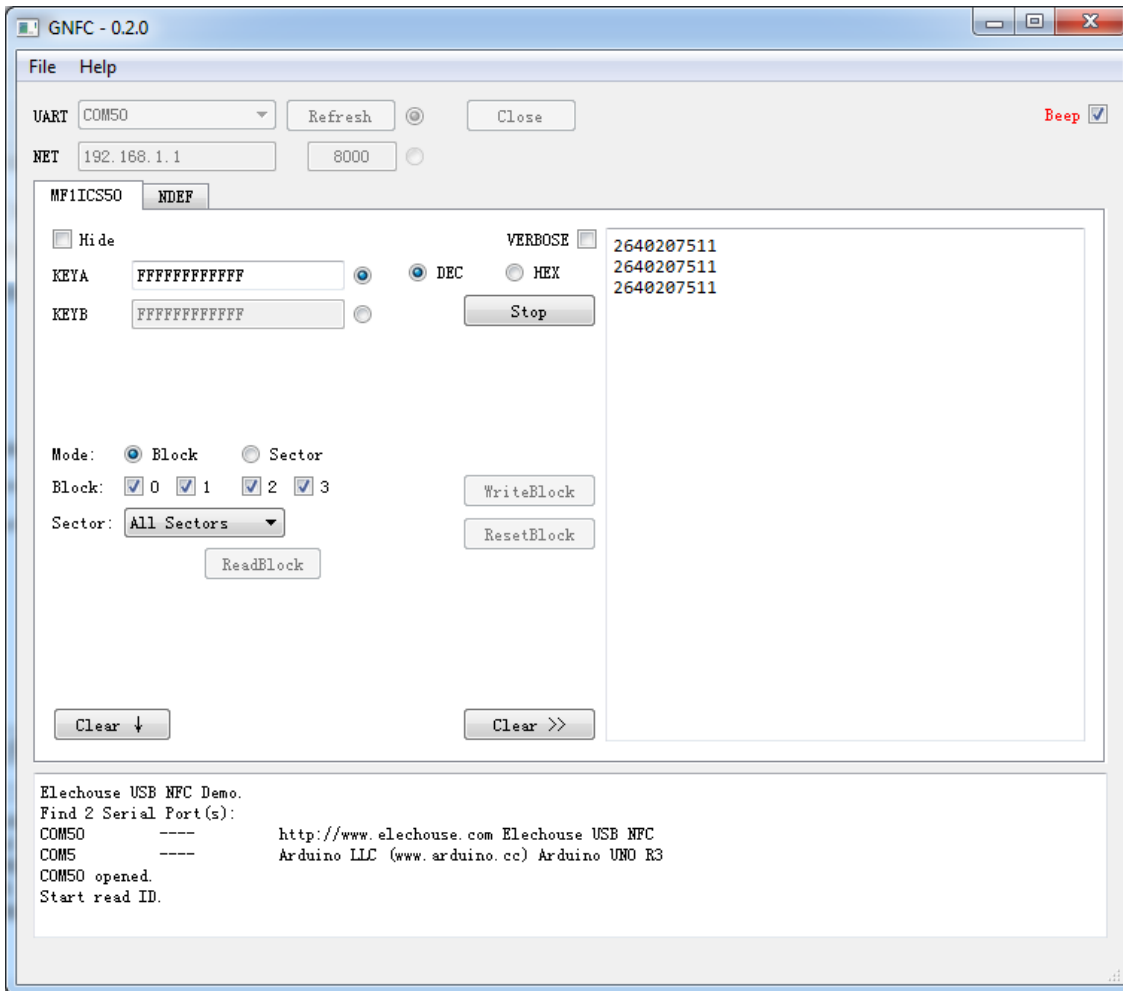 GNFC - 0.2.0
File Help
UART COM50 Refresh Close Beep
NET 192.168.1.1 8000
MF1ICS50 NDEF
Hide VERBOSE
KEYA FFFFFFFFFFFF DEC HEX
KEYB FFFFFFFFFFFF Stop
2640207511
2640207511
2640207511
Mode: Block Sector
Block: 0 1 2 3 WriteBlock
Sector: All Sectors ResetBlock
ReadBlock
Clear ↓ Clear >>
Elechouse USB NFC Demo.
Find 2 Serial Port(s):
COM50 ---- http://www.elechouse.com Elechouse USB NFC
COM5 ---- Arduino LLC (www.arduino.cc) Arduino UNO R3
COM50 opened.
Start read ID.